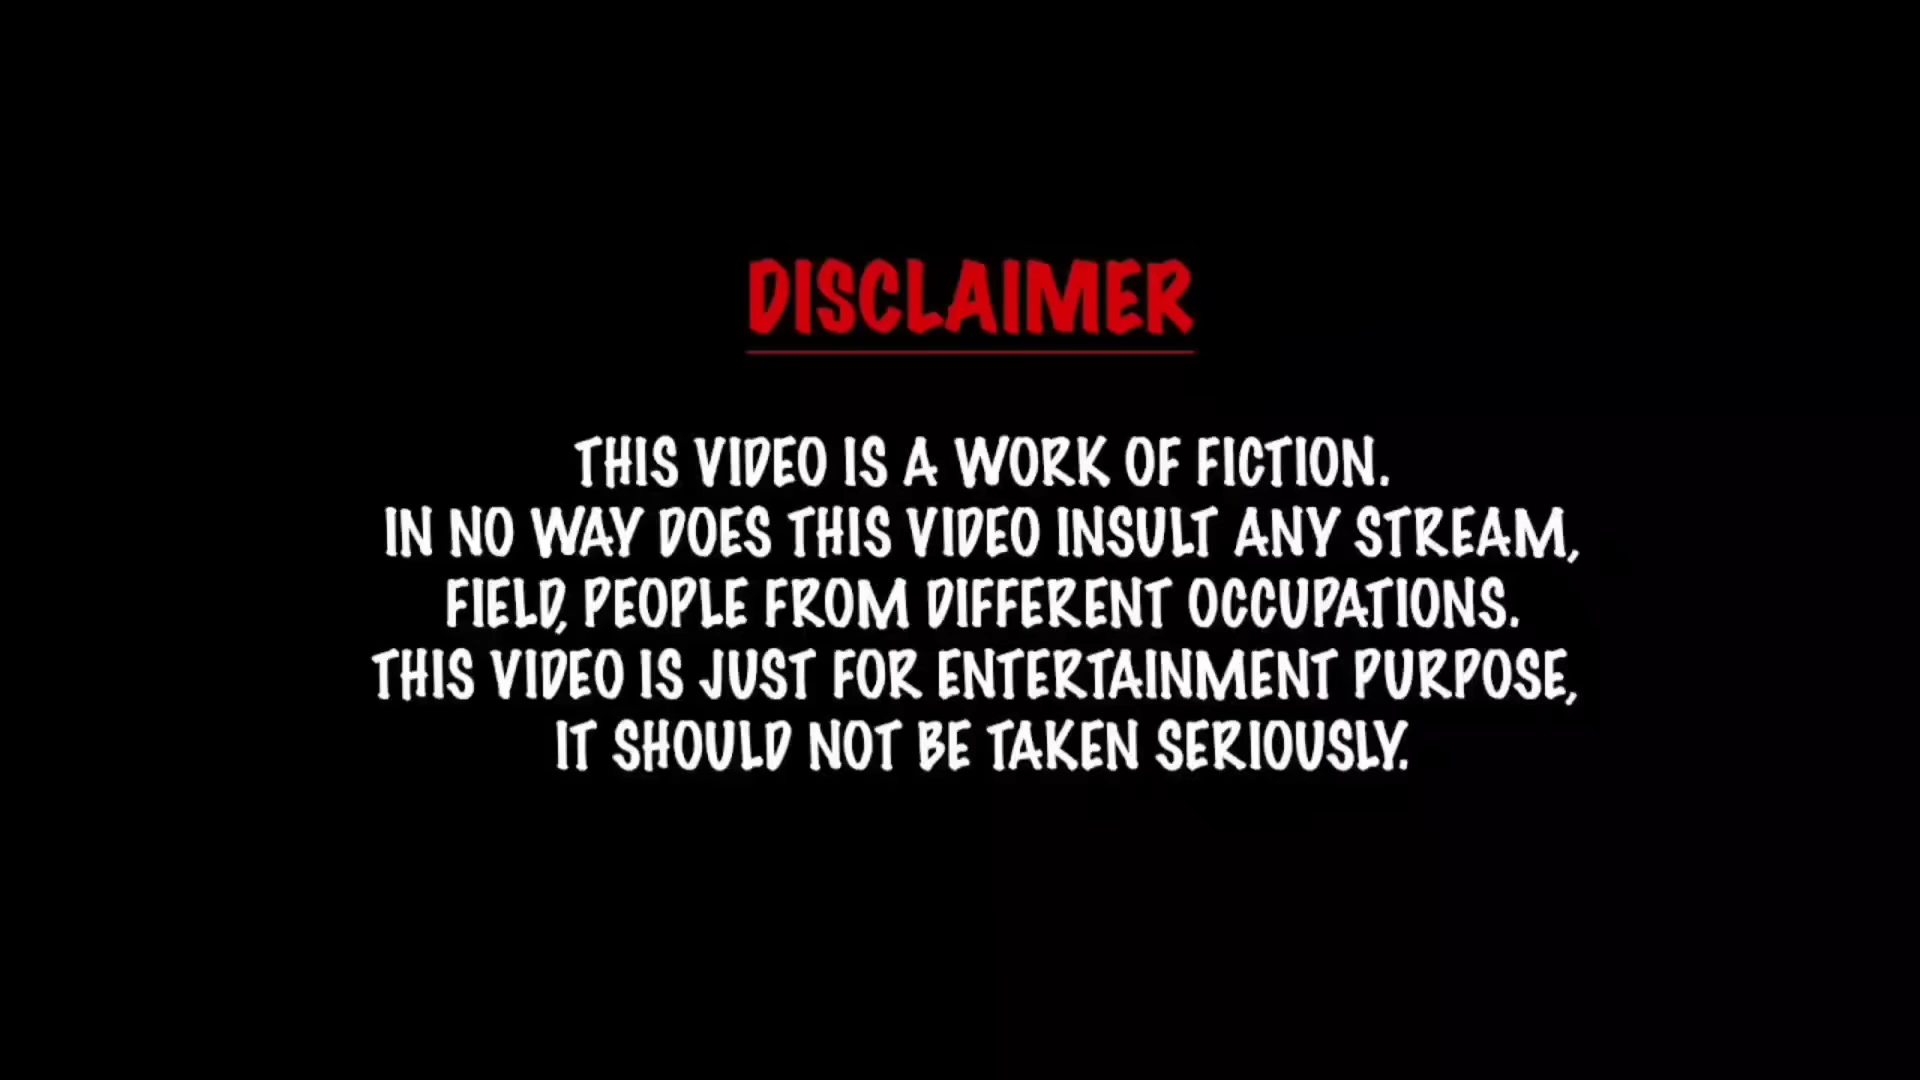 DISCLAIMER
THIS VIDEO IS A WORK OF FICTION.
IN NO WAY DOES THIS VIDEO INSULT ANY STREAM,
FIELD, PEOPLE FROM DIFFERENT OCCUPATIONS.
THIS VIDEO IS JUST FOR ENTERTAINMENT PURPOSE,
IT SHOULD NOT BE TAKEN SERIOUSLY.